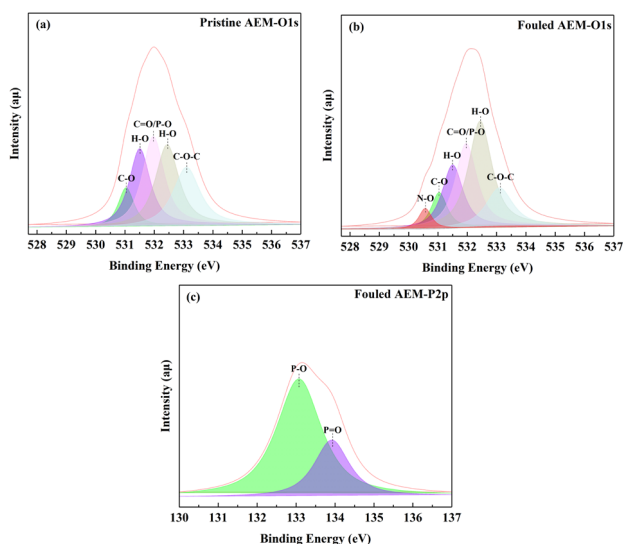 (a)
Pristine AEM-O1s
C=O/P-O
H-O
H-O
C-O-C
C-O
Intensity (aμ)
528 529 530 531 532 533 534 535 536 537
Binding Energy (eV)
(b)
Fouled AEM-O1s
H-O
C=O/P-O
H-O
C-O
C-O-C
N-O
Intensity (aμ)
528 529 530 531 532 533 534 535 536 537
Binding Energy (eV)
(c)
Fouled AEM-P2p
P-O
P=O
Intensity (aμ)
130 131 132 133 134 135 136 137
Binding Energy (eV)